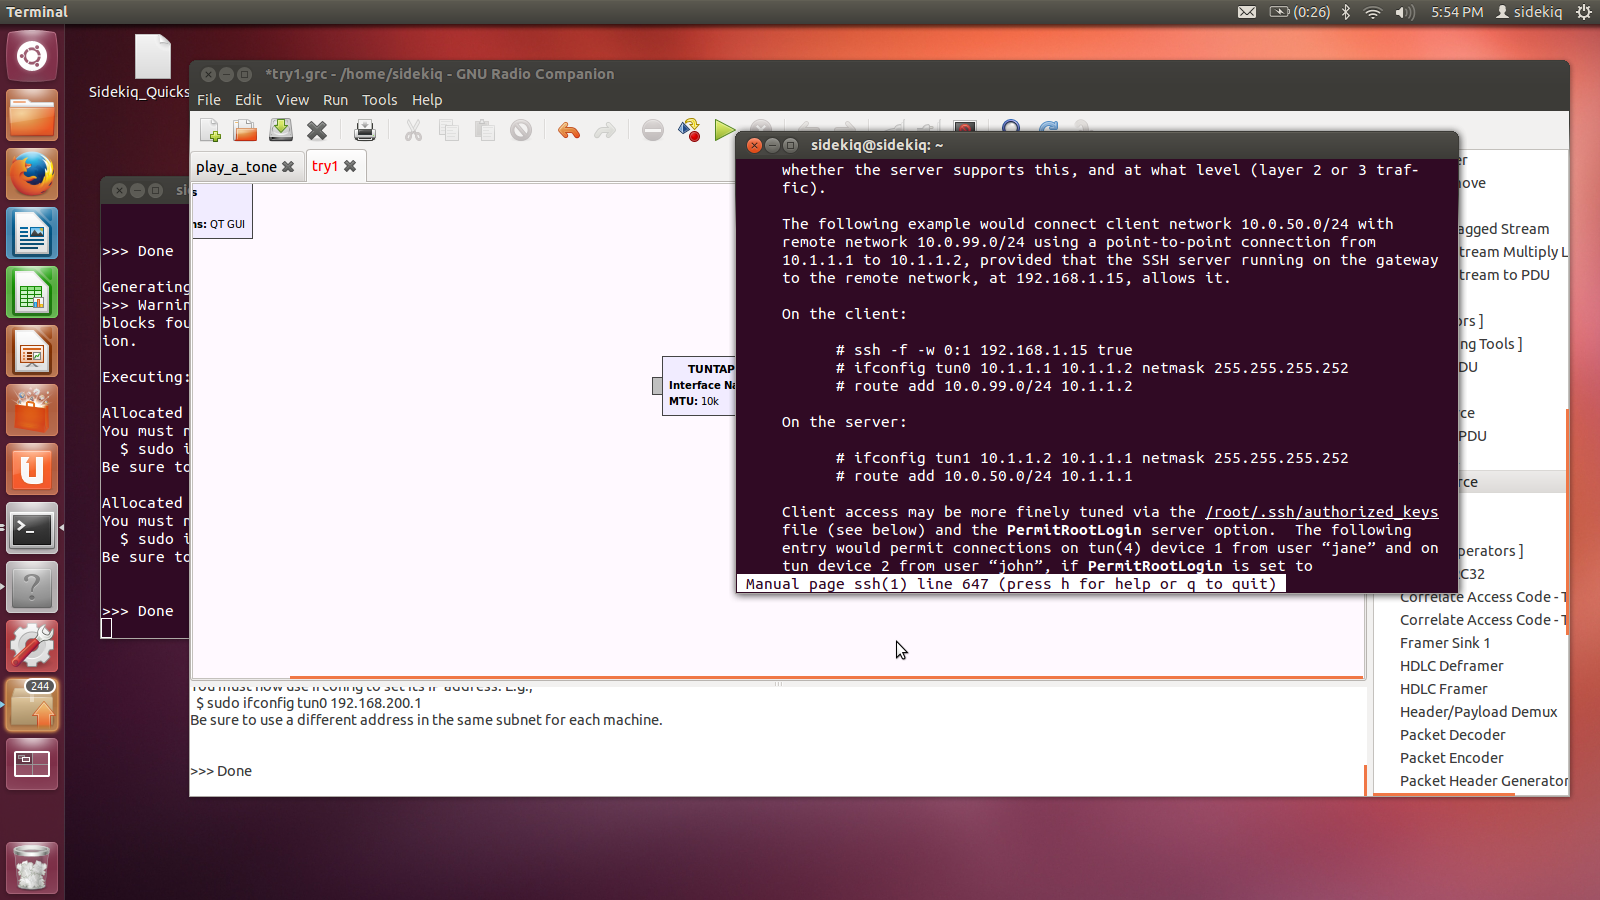 Terminal
(0:26)
5:54 PM
sidekiq
Sidekiq_Quicks
*try1.grc - /home/sidekiq - GNU Radio Companion
File Edit View Run Tools Help
play_a_tone
try1
QT GUI
TUNTAP
Interface Na
MTU: 10k
>>> Done
Generating
>>> Warnin
blocks fou
ion.
Executing:
Allocated
You must
$ sudo i
Be sure to
Allocated
You must
$ sudo i
Be sure to
>>> Done
sidekiq@sidekiq: ~
whether the server supports this, and at what level (layer 2 or 3 traf-
fic).
The following example would connect client network 10.0.50.0/24 with
remote network 10.0.99.0/24 using a point-to-point connection from
10.1.1.1 to 10.1.1.2, provided that the SSH server running on the gateway
to the remote network, at 192.168.1.15, allows it.
On the client:
# ssh -f -w 0:1 192.168.1.15 true
# ifconfig tun0 10.1.1.1 10.1.1.2 netmask 255.255.255.252
# route add 10.0.99.0/24 10.1.1.2
On the server:
# ifconfig tun1 10.1.1.2 10.1.1.1 netmask 255.255.255.252
# route add 10.0.50.0/24 10.1.1.1
Client access may be more finely tuned via the /root/.ssh/authorized_keys
file (see below) and the PermitRootLogin server option.  The following
entry would permit connections on tun(4) device 1 from user “jane” and on
tun device 2 from user “john”, if PermitRootLogin is set to
Manual page ssh(1) line 647 (press h for help or q to quit)
agged Stream
tream Multiply L
tream to PDU
ors ]
ng Tools ]
DU
rce
PDU
rce
perators ]
C32
Correlate Access Code - T
Correlate Access Code - T
Framer Sink 1
HDLC Deframer
HDLC Framer
Header/Payload Demux
Packet Decoder
Packet Encoder
Packet Header Generator
You must now use ifconfig to set its IP address. E.g.,
$ sudo ifconfig tun0 192.168.200.1
Be sure to use a different address in the same subnet for each machine.
>>> Done
244